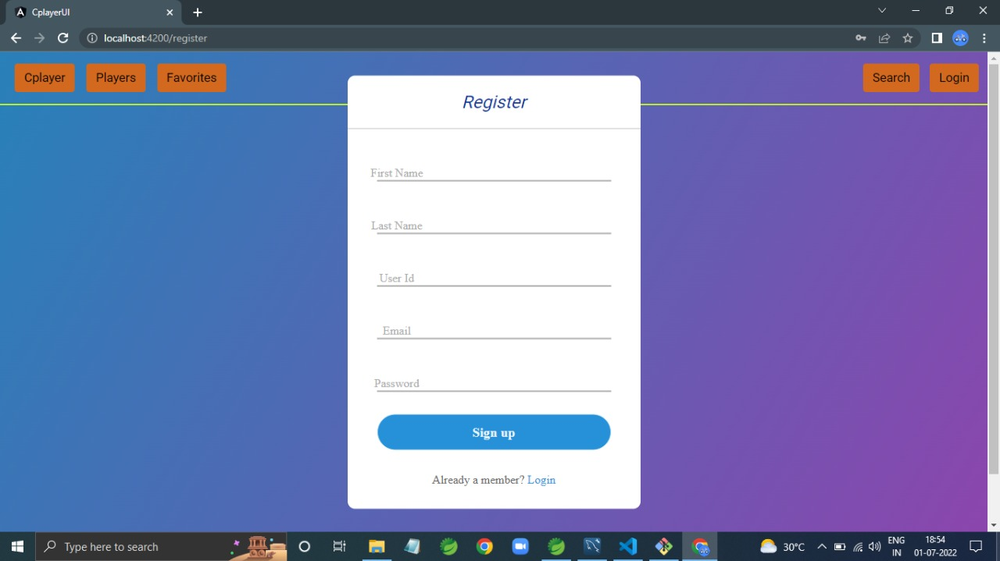 CplayerUI
localhost:4200/register
Cplayer Players Favorites Search Login
Register
First Name
Last Name
User Id
Email
Password
Sign up
Already a member? Login
Type here to search
30°C
ENG
IN
18:54
01-07-2022